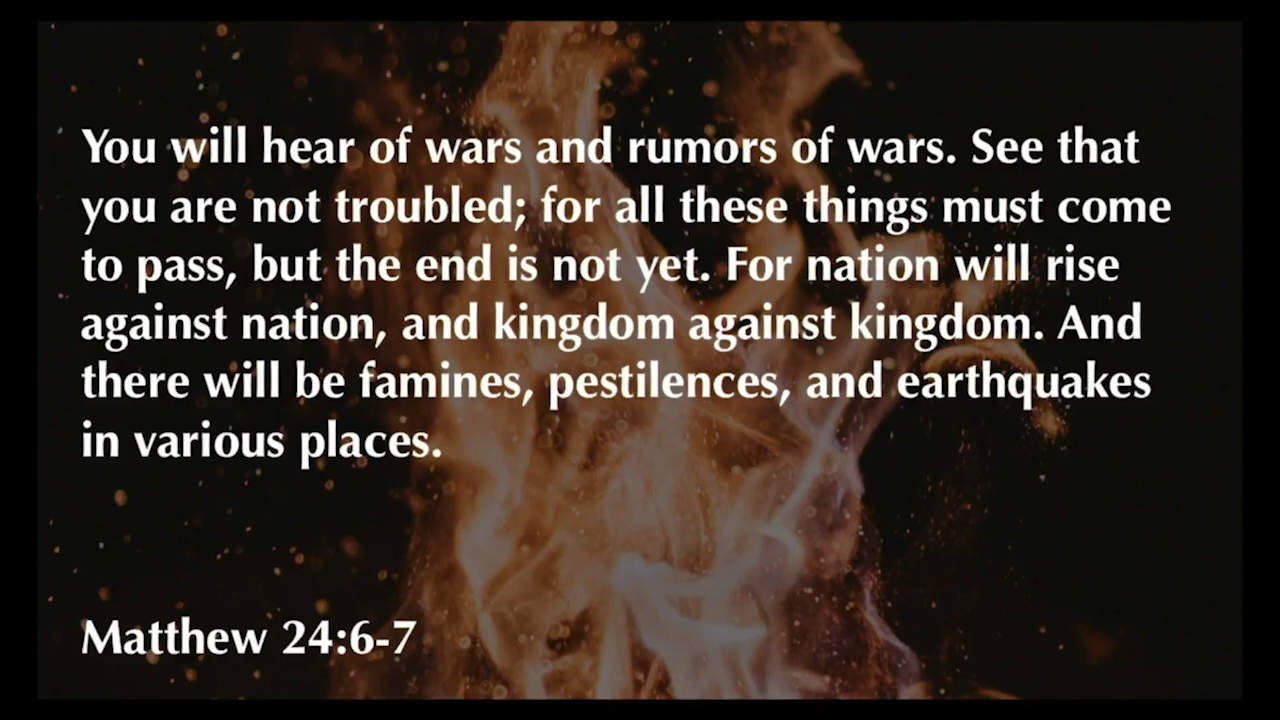 You will hear of wars and rumors of wars. See that
you are not troubled; for all these things must come
to pass, but the end is not yet. For nation will rise
against nation, and kingdom against kingdom. And
there will be famines, pestilences, and earthquakes
in various places.
Matthew 24:6-7